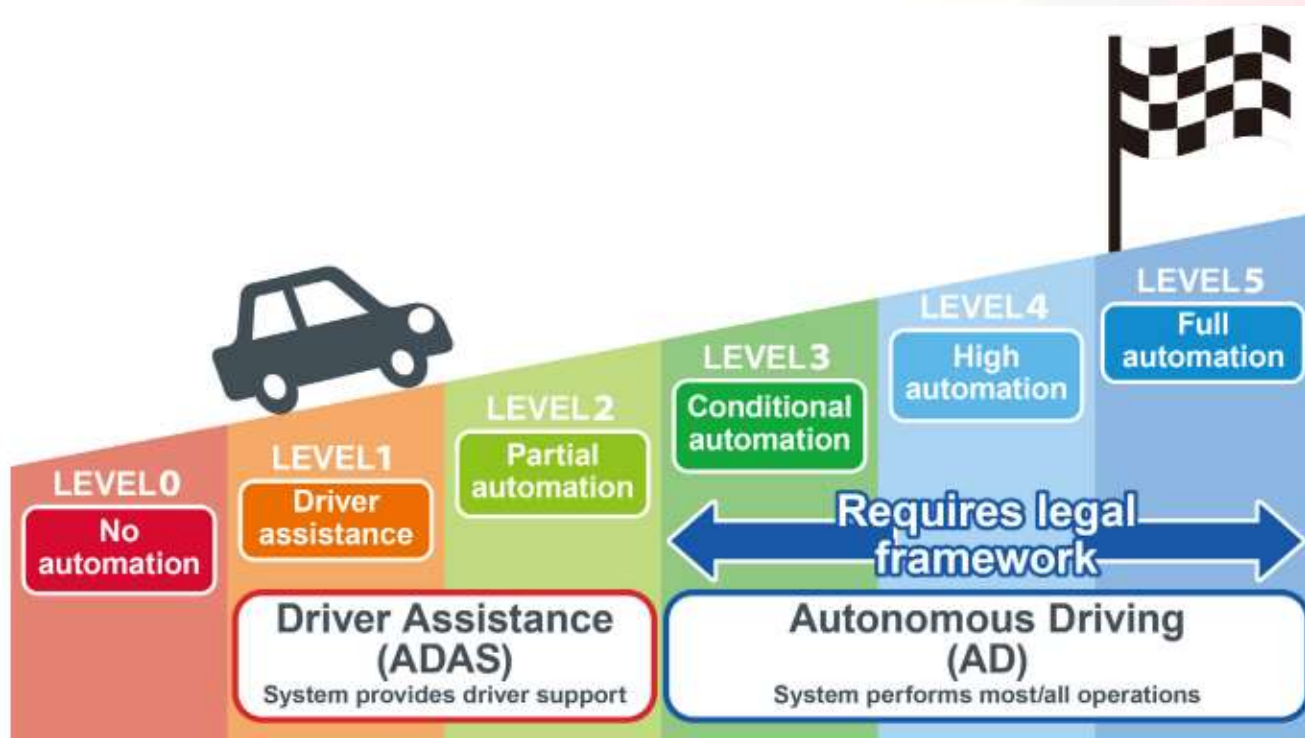 LEVEL0
No
automation
LEVEL1
Driver
assistance
LEVEL2
Partial
automation
LEVEL3
Conditional
automation
LEVEL4
High
automation
LEVEL5
Full
automation
Requires legal
framework
Driver Assistance
(ADAS)
System provides driver support
Autonomous Driving
(AD)
System performs most/all operations